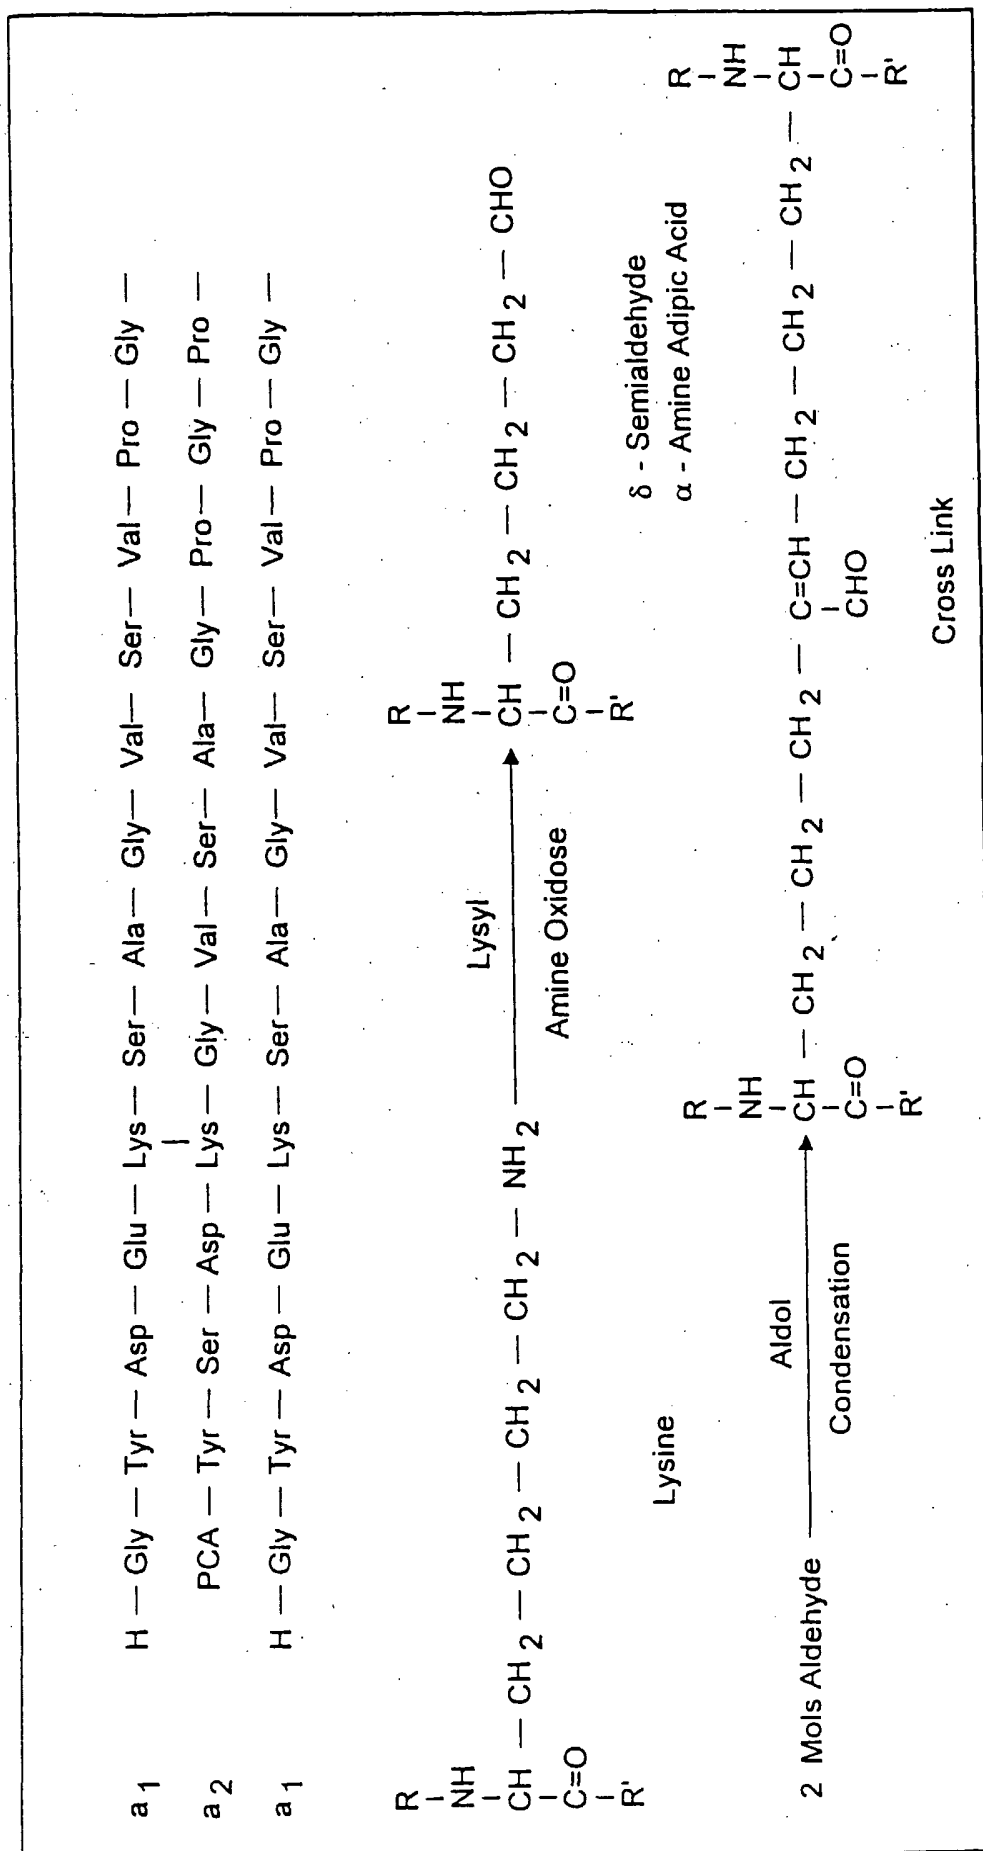 a1 H — Gly — Tyr — Asp — Glu — Lys — Ser — Ala — Gly — Val — Ser — Val — Pro — Gly —
a2 PCA — Tyr — Ser — Asp — Lys — Gly — Val — Ser — Ala — Gly — Pro — Gly — Pro —
a1 H — Gly — Tyr — Asp — Glu — Lys — Ser — Ala — Gly — Val — Ser — Val — Pro — Gly —
R R
NH NH
CH — CH2 — CH2 — CH2 — CH2 — NH2 Lysyl CH — CH2 — CH2 — CH2 — CHO
C=O Amine Oxidose C=O
R' R'
Lysine
δ - Semialdehyde
α - Amine Adipic Acid
R R
NH NH
2 Mols Aldehyde Aldol CH — CH2 — CH2 — CH2 — C=CH — CH2 — CH2 — CH2 — CH
Condensation C=O CHO C=O
R' R'
Cross Link